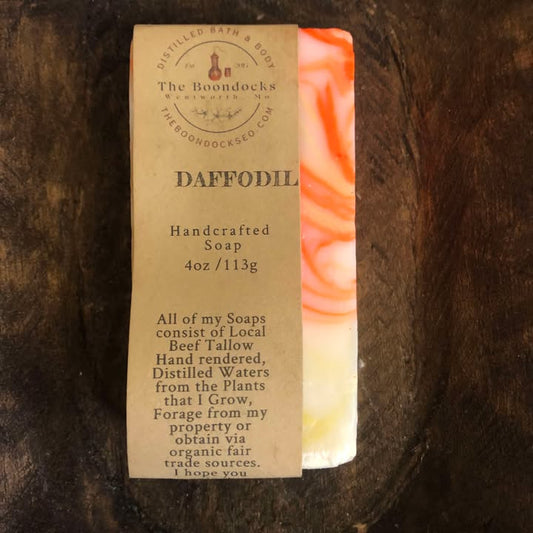 DISTILLED BATH & BODY
The Boondocks
Wentworth, Mo
THEBOONDOCKSEO.COM
DAFFODIL
Handcrafted
Soap
4oz /113g
All of my Soaps
consist of Local
Beef Tallow
Hand rendered,
Distilled Waters
from the Plants
that I Grow,
Forage from my
property or
obtain via
organic fair
trade sources.
I hope you